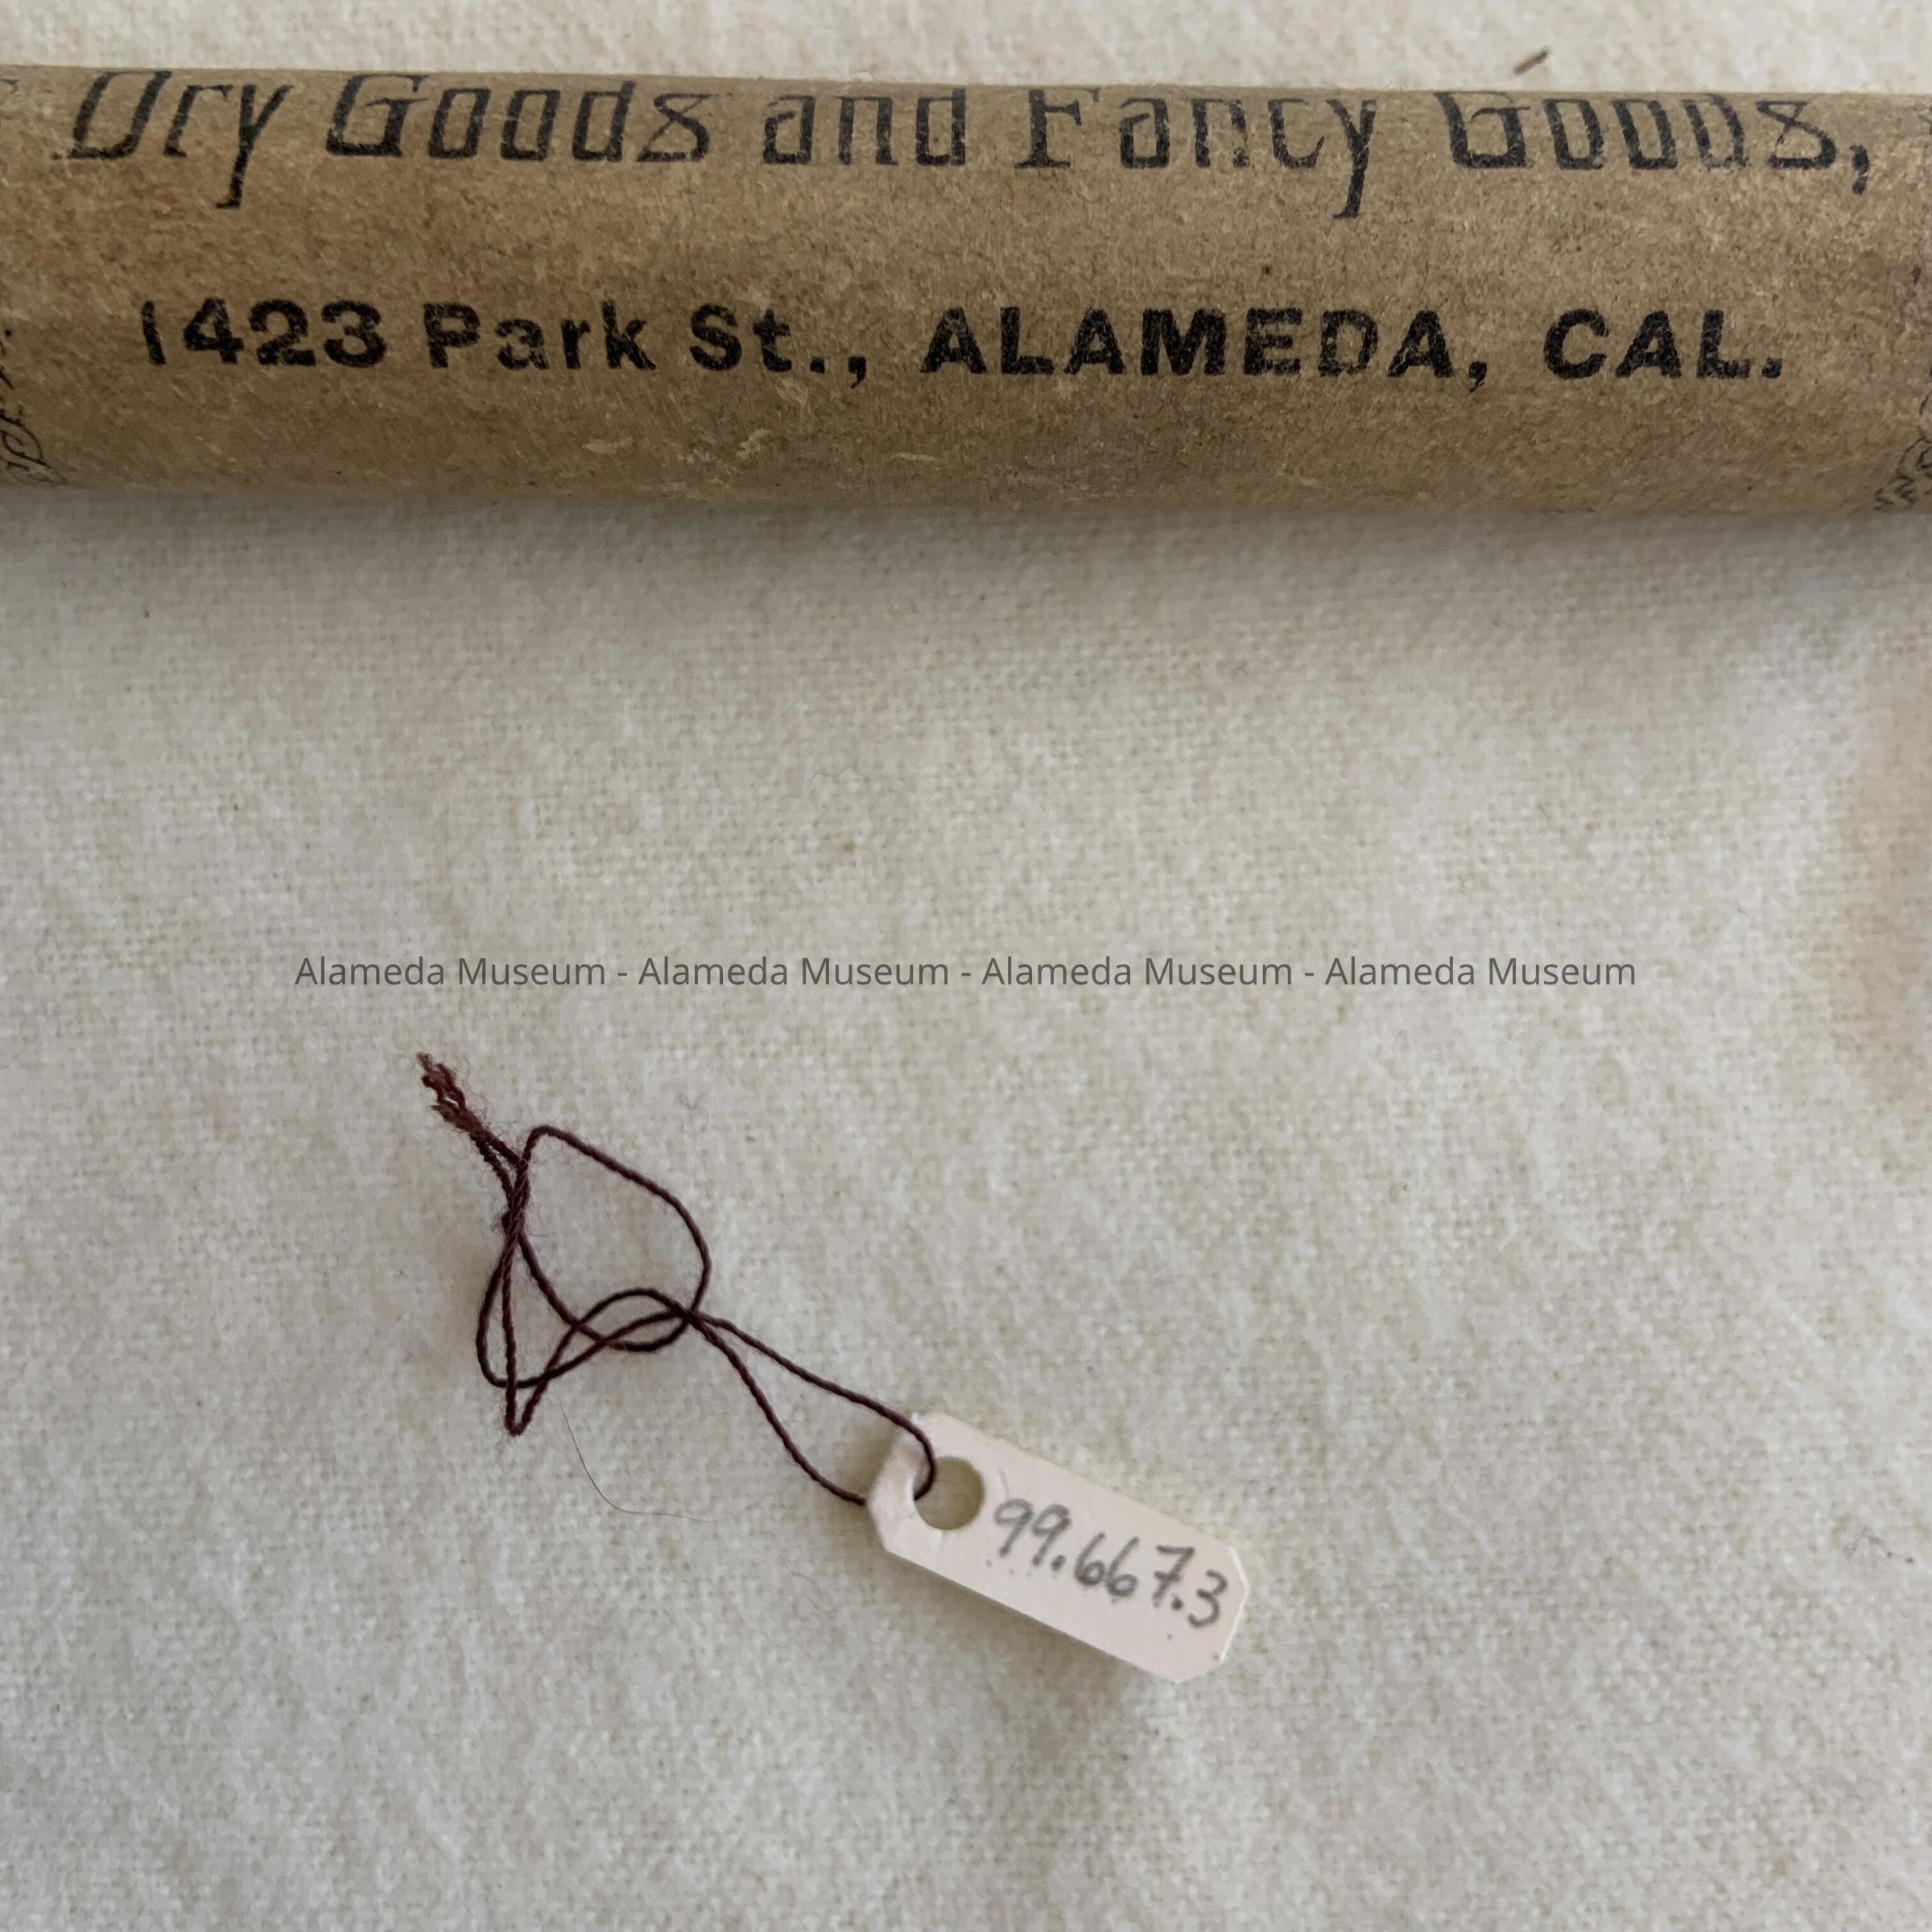 Dry Goods and Fancy Goods,
1423 Park St., ALAMEDA, CAL.
Alameda Museum - Alameda Museum - Alameda Museum - Alameda Museum
99.667.3